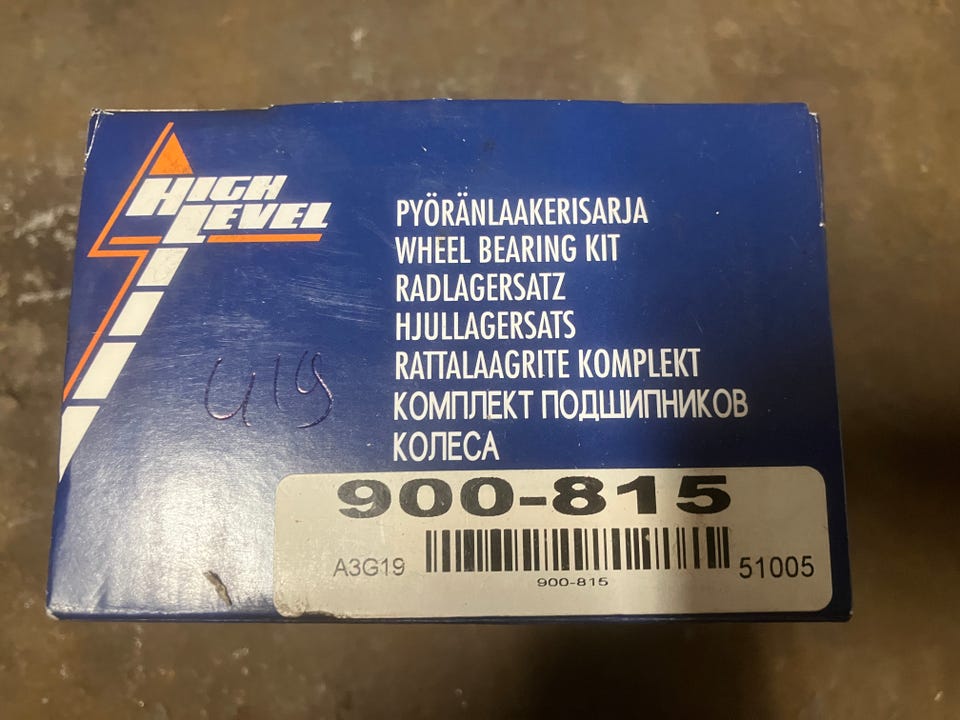 HIGH
LEVEL
PYÖRÄNLAAKERISARJA
WHEEL BEARING KIT
RADLAGERSATZ
HJULLAGERSATS
RATTALAAGRITE KOMPLEKT
КОМПЛЕКТ ПОДШИПНИКОВ
КОЛЕСА
900-815
A3G19
900-815
51005